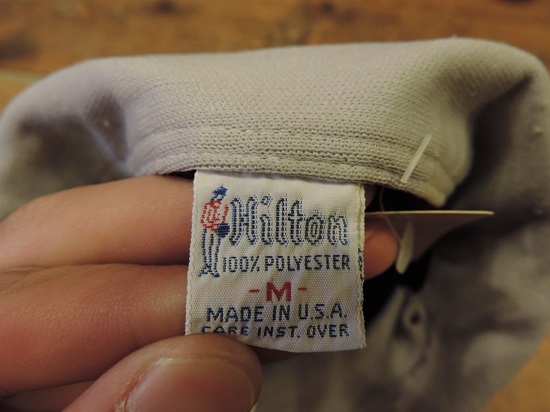 Hilton
100% POLYESTER
-M-
MADE IN U.S.A.
CARE INST. OVER